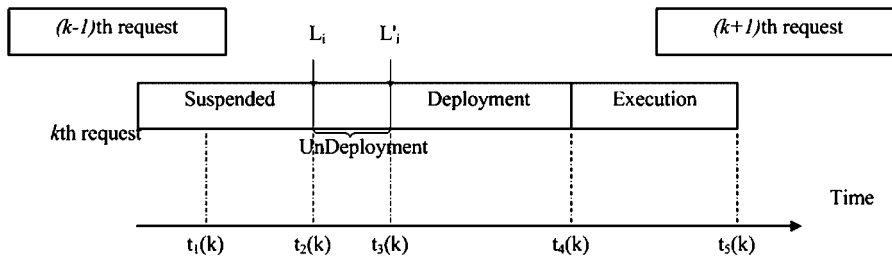 (k-1)th request
L_i
L'_i
(k+1)th request
Suspended
Deployment
Execution
kth request
UnDeployment
Time
t₁(k)
t₂(k)
t₃(k)
t₄(k)
t₅(k)